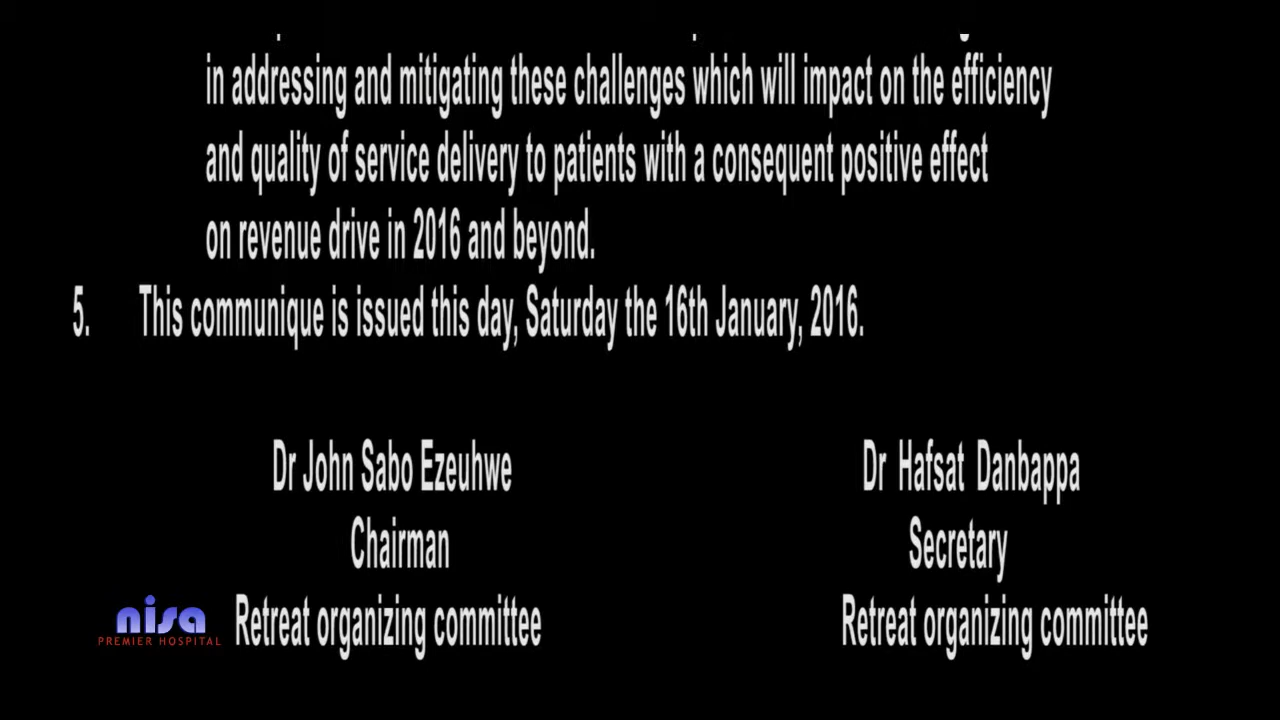 in addressing and mitigating these challenges which will impact on the efficiency
and quality of service delivery to patients with a consequent positive effect
on revenue drive in 2016 and beyond.
5. This communique is issued this day, Saturday the 16th January, 2016.
Dr John Sabo Ezeuhwe
Chairman
Retreat organizing committee
Dr Hafsat Danbappa
Secretary
Retreat organizing committee
nisa
PREMIER HOSPITAL